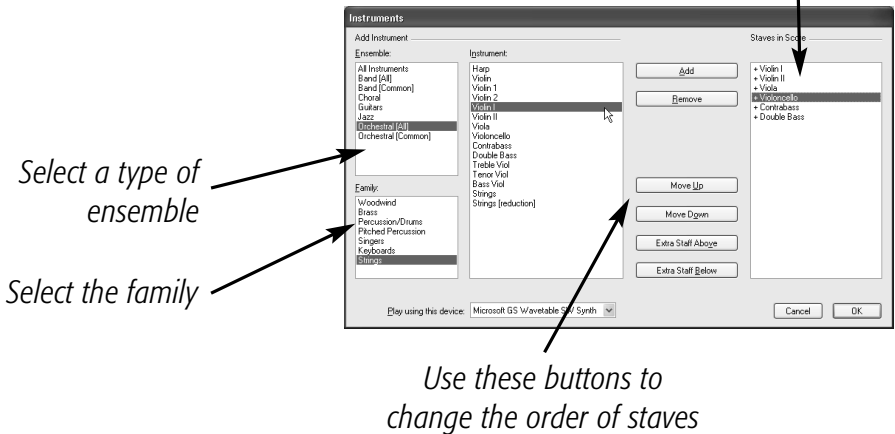 Instruments
Add Instrument
Staves in Score
Ensemble:
All Instruments
Band [All]
Band [Common]
Choral
Guitars
Jazz
Orchestral [All]
Orchestral [Common]
Family:
Woodwind
Brass
Percussion/Drums
Pitched Percussion
Singers
Keyboards
Strings
Instrument:
Harp
Violin
Violin 1
Violin 2
Violin I
Violin II
Viola
Violoncello
Contrabass
Double Bass
Treble Viol
Tenor Viol
Bass Viol
Strings
Strings [reduction]
Add
Remove
Move Up
Move Down
Extra Staff Above
Extra Staff Below
+ Violin I
+ Violin II
+ Viola
+ Violoncello
+ Contrabass
+ Double Bass
Play using this device:
Microsoft GS Wavetable SW Synth
Cancel
OK
Select a type of
ensemble
Select the family
Use these buttons to
change the order of staves